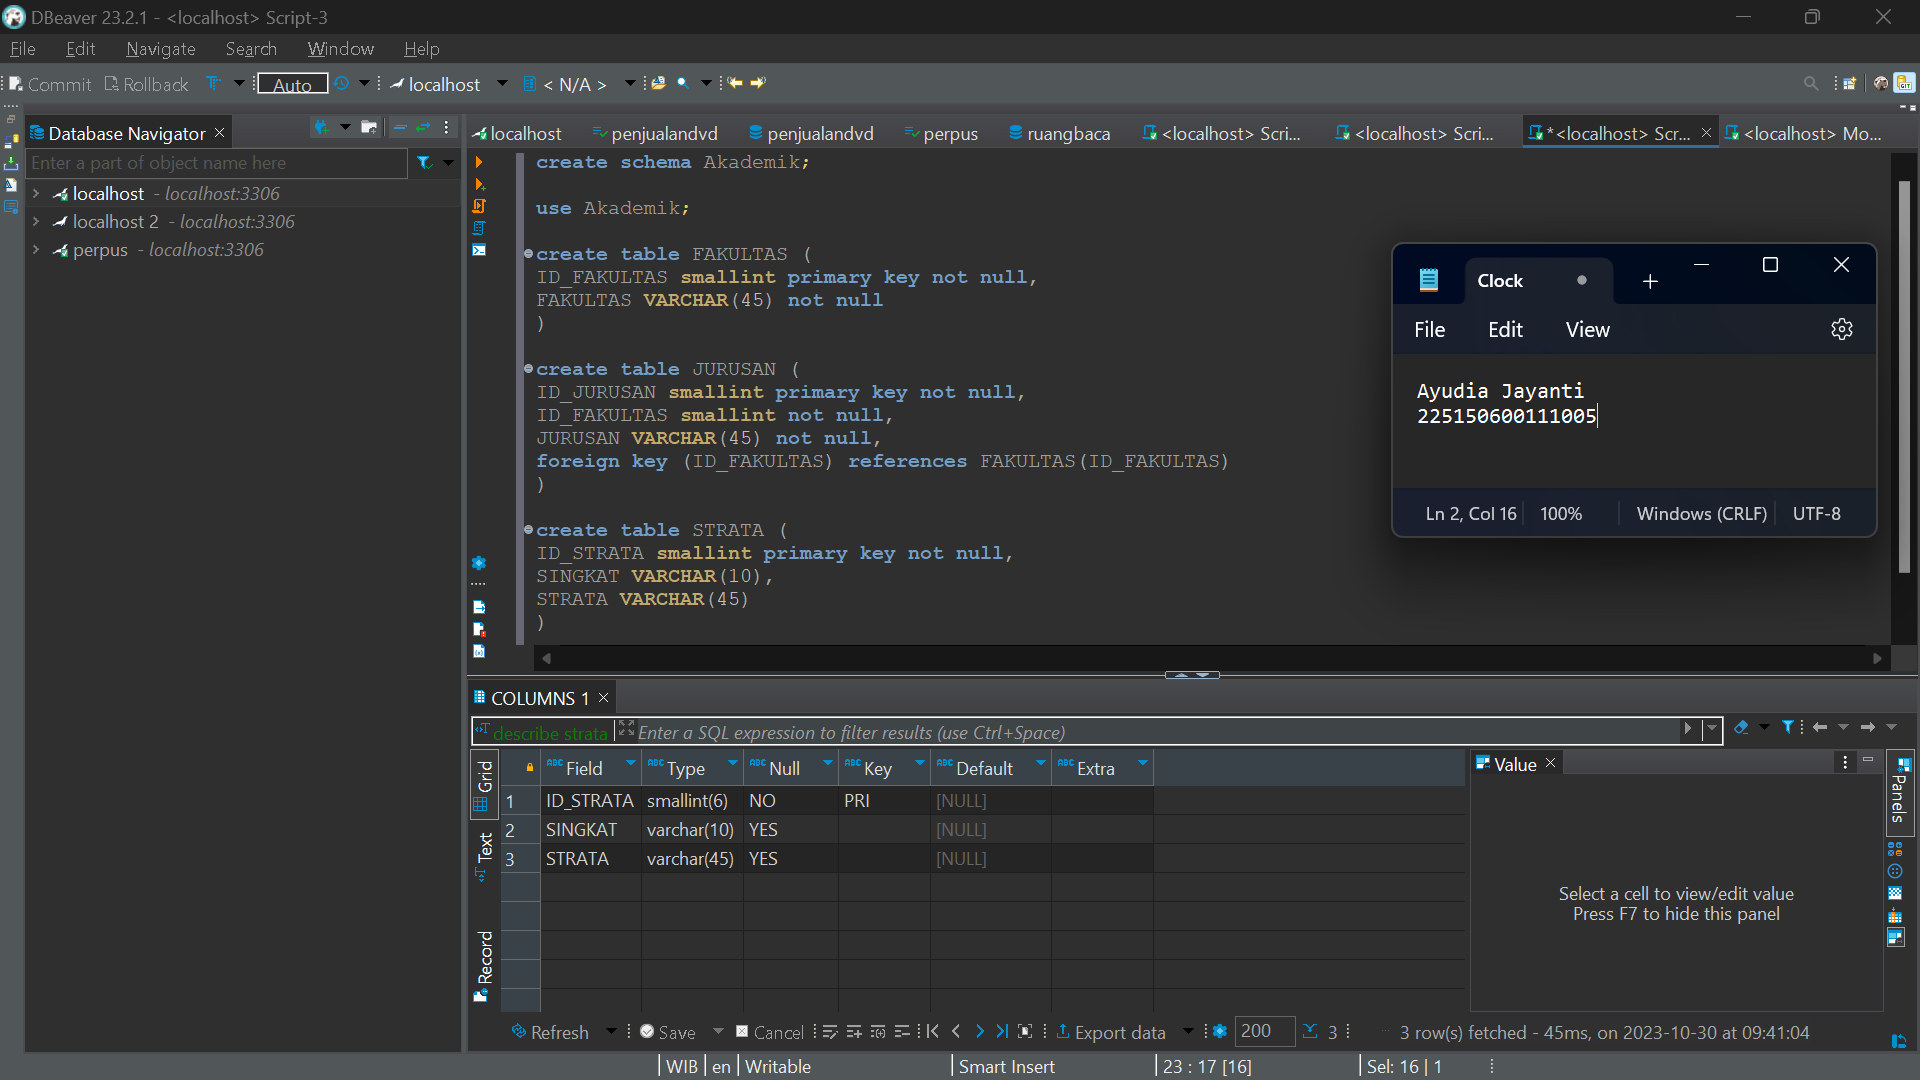 DBeaver 23.2.1 - <localhost> Script-3
File Edit Navigate Search Window Help
Commit Rollback Auto localhost < N/A >
Database Navigator
Enter a part of object name here
localhost - localhost:3306
localhost 2 - localhost:3306
perpus - localhost:3306
localhost penjualandvd penjualandvd perpus ruangbaca <localhost> Scri... <localhost> Scri... *<localhost> Scr... <localhost> Mo...
create schema Akademik;
use Akademik;
create table FAKULTAS (
ID_FAKULTAS smallint primary key not null,
FAKULTAS VARCHAR(45) not null
)
create table JURUSAN (
ID_JURUSAN smallint primary key not null,
ID_FAKULTAS smallint not null,
JURUSAN VARCHAR(45) not null,
foreign key (ID_FAKULTAS) references FAKULTAS(ID_FAKULTAS)
)
create table STRATA (
ID_STRATA smallint primary key not null,
SINGKAT VARCHAR(10),
STRATA VARCHAR(45)
)
Clock
File Edit View
Ayudia Jayanti
225150600111005
Ln 2, Col 16 100% Windows (CRLF) UTF-8
COLUMNS 1
describe strata Enter a SQL expression to filter results (use Ctrl+Space)
Grid
Text
Record
Field Type Null Key Default Extra
1 ID_STRATA smallint(6) NO PRI [NULL]
2 SINGKAT varchar(10) YES [NULL]
3 STRATA varchar(45) YES [NULL]
Value
Select a cell to view/edit value
Press F7 to hide this panel
Panels
Refresh Save Cancel Export data 200 3 3 row(s) fetched - 45ms, on 2023-10-30 at 09:41:04
WIB en Writable Smart Insert 23 : 17 [16] Sel: 16 | 1